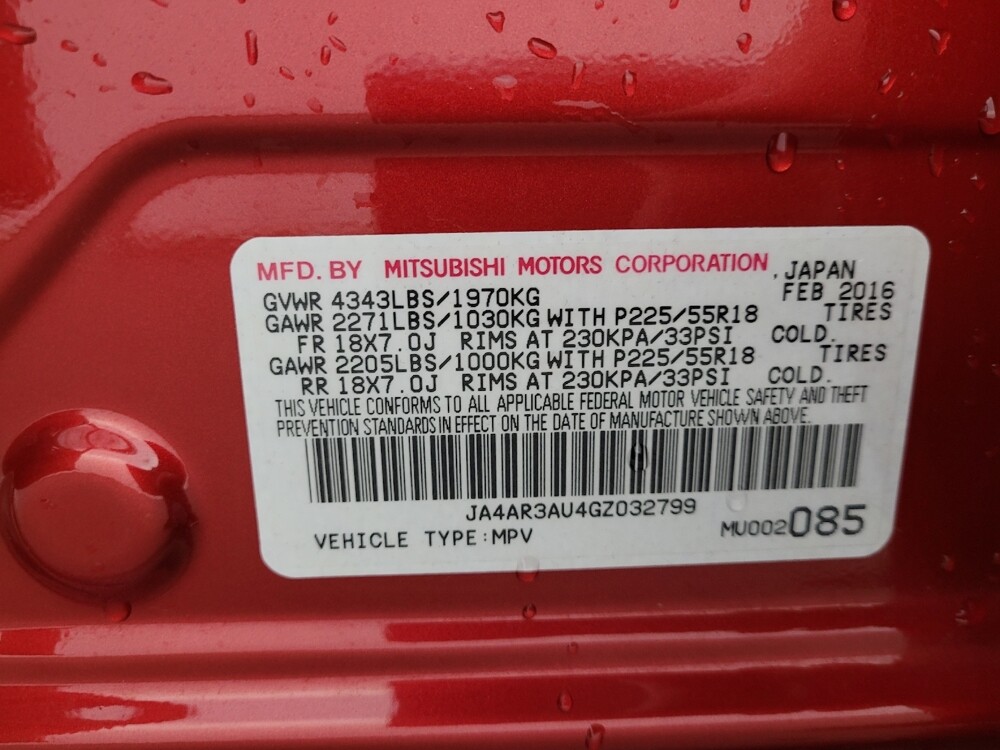 MFD. BY MITSUBISHI MOTORS CORPORATION, JAPAN
GVWR 4343LBS/1970KG FEB 2016
GAWR 2271LBS/1030KG WITH P225/55R18 TIRES
FR 18X7.0J RIMS AT 230KPA/33PSI COLD.
GAWR 2205LBS/1000KG WITH P225/55R18 TIRES
RR 18X7.0J RIMS AT 230KPA/33PSI COLD.
THIS VEHICLE CONFORMS TO ALL APPLICABLE FEDERAL MOTOR VEHICLE SAFETY AND THEFT
PREVENTION STANDARDS IN EFFECT ON THE DATE OF MANUFACTURE SHOWN ABOVE.
JA4AR3AU4GZ032799
VEHICLE TYPE:MPV MU002085